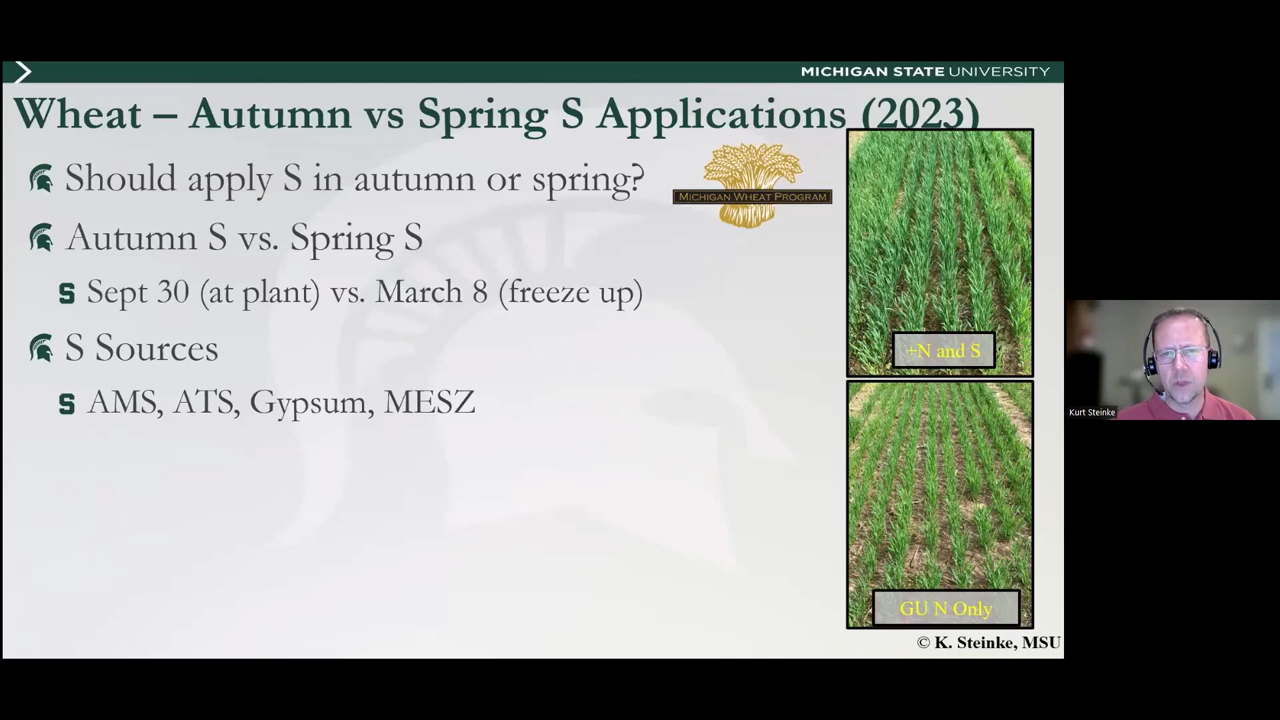 MICHIGAN STATE UNIVERSITY
Wheat – Autumn vs Spring S Applications (2023)
Should apply S in autumn or spring?
MICHIGAN WHEAT PROGRAM
Autumn S vs. Spring S
Sept 30 (at plant) vs. March 8 (freeze up)
S Sources
AMS, ATS, Gypsum, MESZ
+N and S
GU N Only
© K. Steinke, MSU
Kurt Steinke